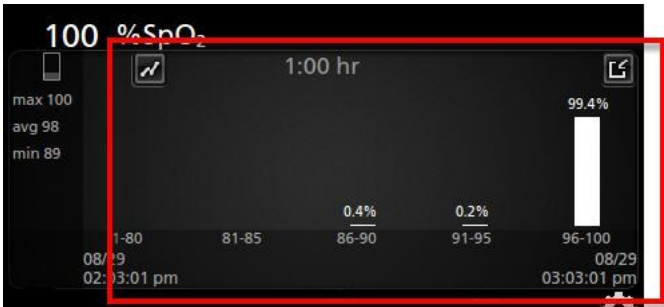 100 %SpO₂
1:00 hr
max 100
avg 98
min 89
99.4%
0.4% 0.2%
1-80 81-85 86-90 91-95 96-100
08/29 08/29
02:03:01 pm 03:03:01 pm